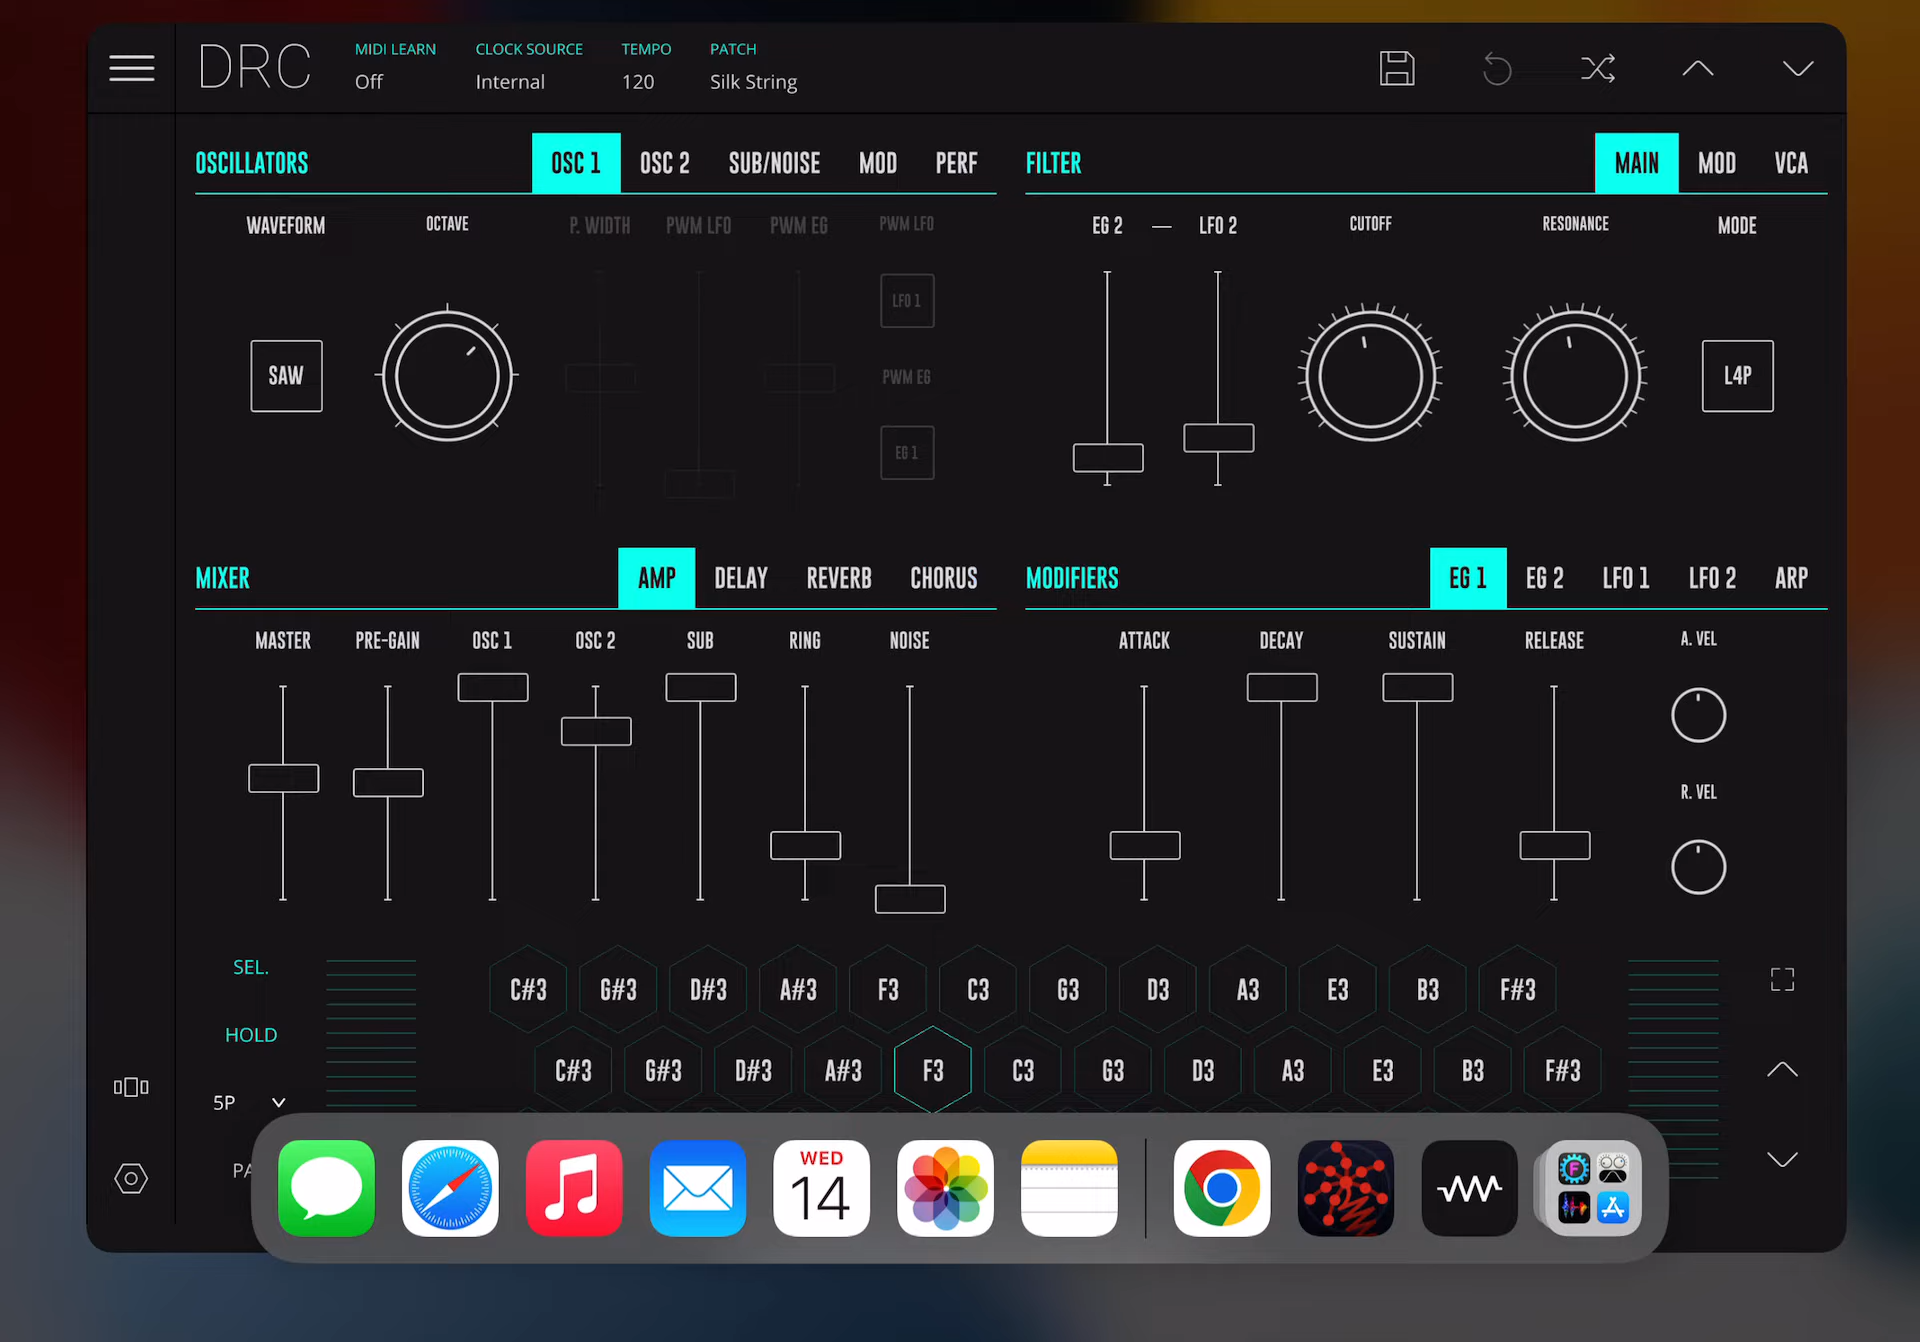 DRC
MIDI LEARN
Off
CLOCK SOURCE
Internal
TEMPO
120
PATCH
Silk String
OSCILLATORS
OSC 1 OSC 2 SUB/NOISE MOD PERF
WAVEFORM OCTAVE P. WIDTH PWM LFO PWM EG PWM LFO
SAW
LFO 1
PWM EG
EG 1
FILTER
MAIN MOD VCA
EG 2 — LFO 2 CUTOFF RESONANCE MODE
L4P
MIXER
AMP DELAY REVERB CHORUS
MASTER PRE-GAIN OSC 1 OSC 2 SUB RING NOISE
MODIFIERS
EG 1 EG 2 LFO 1 LFO 2 ARP
ATTACK DECAY SUSTAIN RELEASE A. VEL
R. VEL
SEL.
HOLD
5P
PA
C#3 G#3 D#3 A#3 F3 C3 G3 D3 A3 E3 B3 F#3
C#3 G#3 D#3 A#3 F3 C3 G3 D3 A3 E3 B3 F#3
WED
14
F